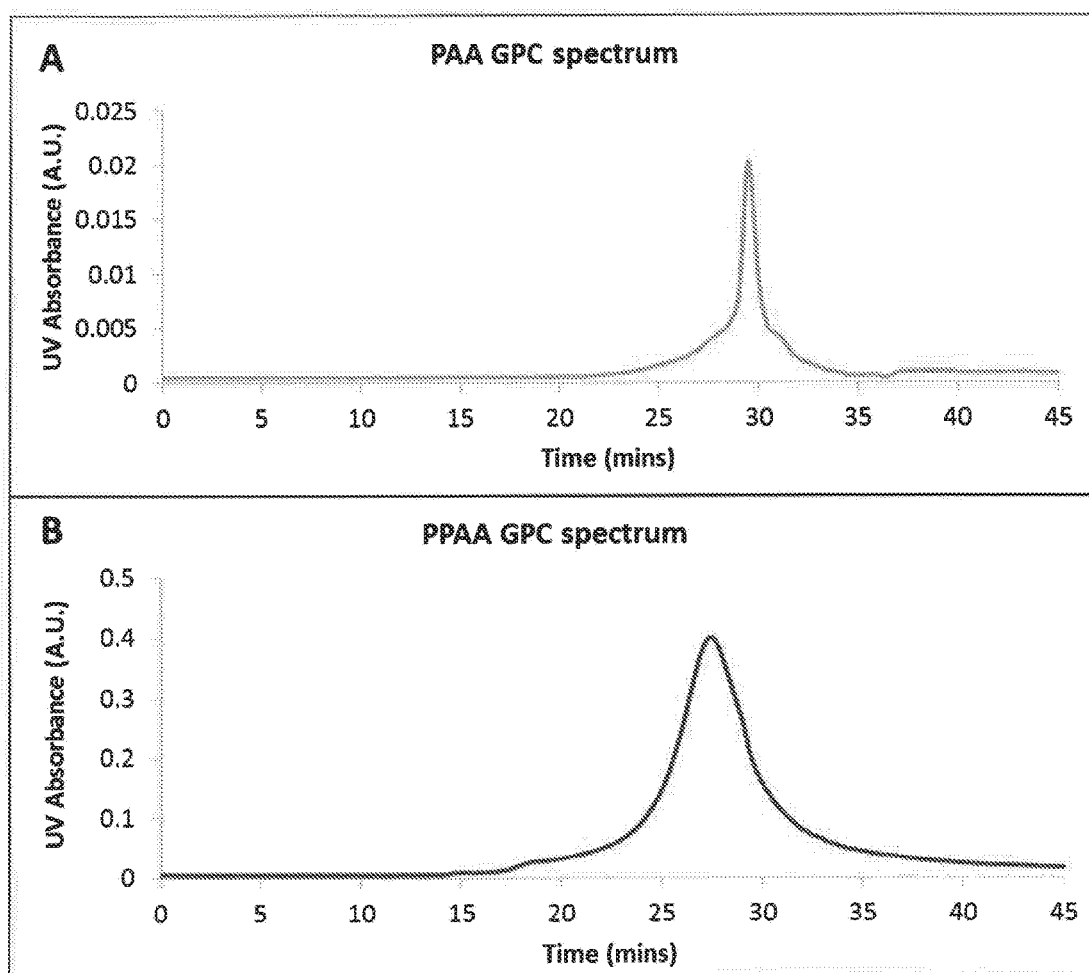 A
PAA GPC spectrum
UV Absorbance (A.U.)
0.025
0.02
0.015
0.01
0.005
0
0 5 10 15 20 25 30 35 40 45
Time (mins)
B
PPAA GPC spectrum
UV Absorbance (A.U.)
0.5
0.4
0.3
0.2
0.1
0
0 5 10 15 20 25 30 35 40 45
Time (mins)